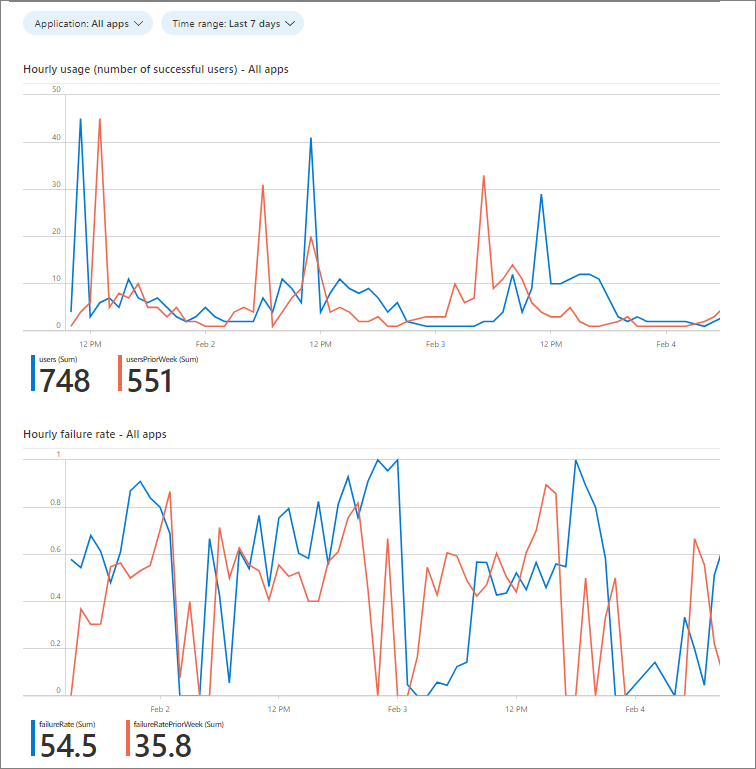 Application: All apps Time range: Last 7 days
Hourly usage (number of successful users) - All apps
50
40
30
20
10
0
12 PM Feb 2 12 PM Feb 3 12 PM Feb 4
users (Sum) usersPriorWeek (Sum)
748 551
Hourly failure rate - All apps
1
0.8
0.6
0.4
0.2
0
Feb 2 12 PM Feb 3 12 PM Feb 4
failureRate (Sum) failureRatePriorWeek (Sum)
54.5 35.8